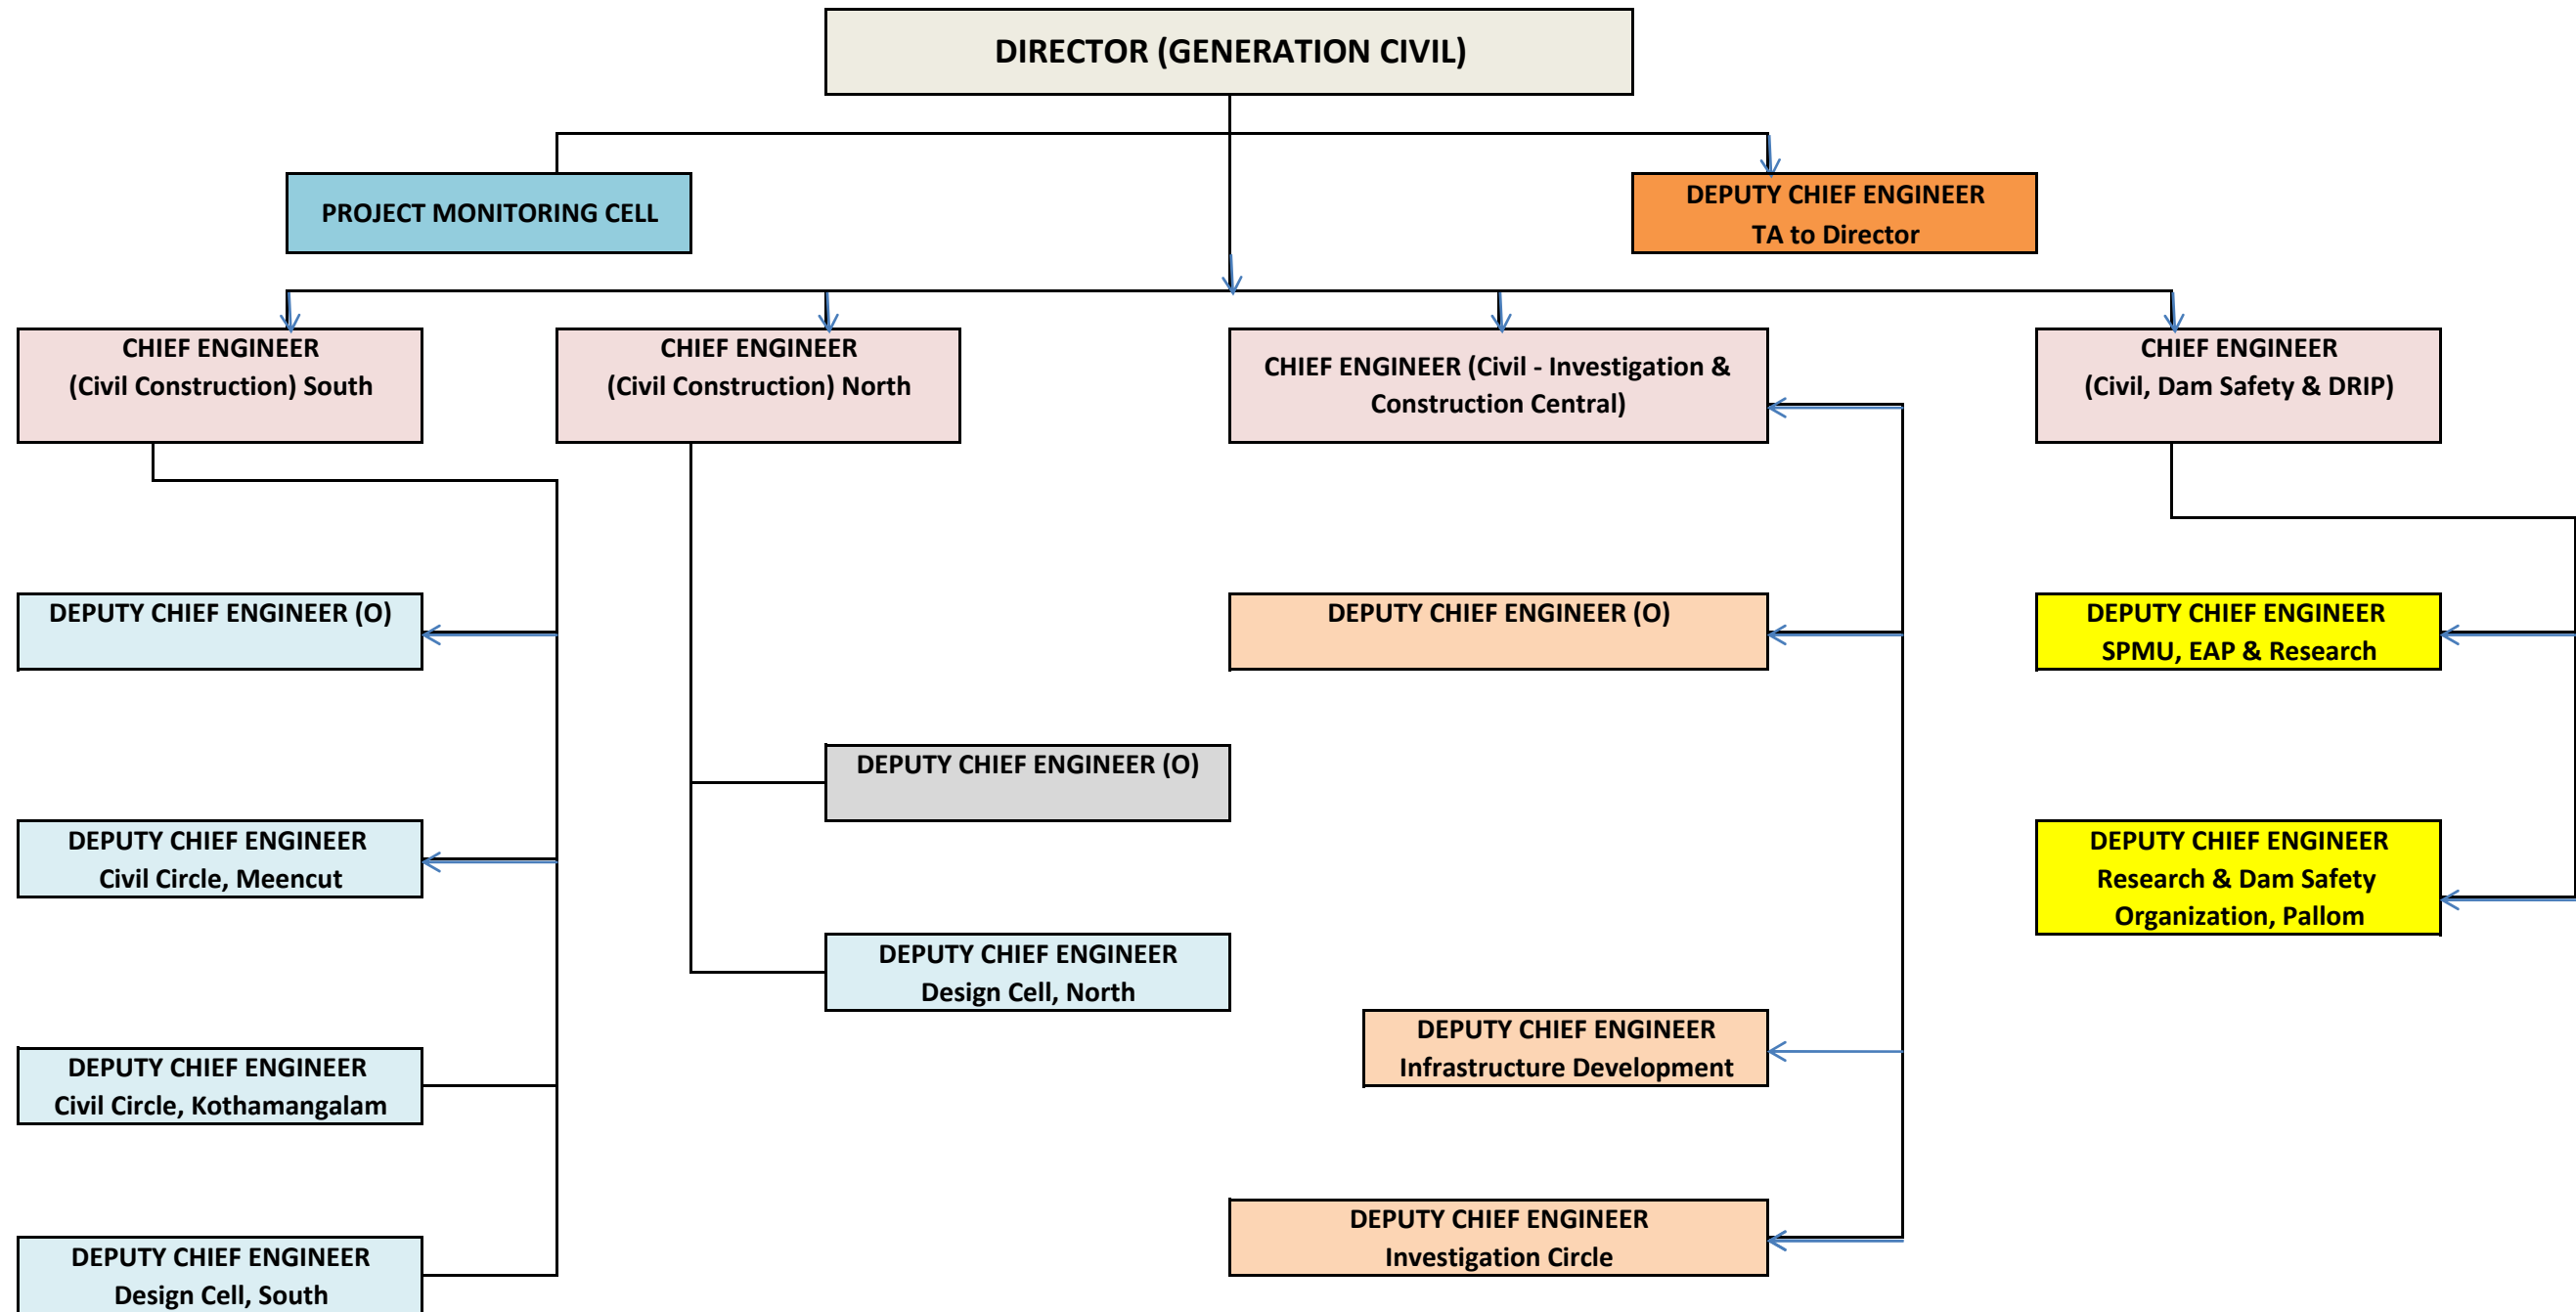 DIRECTOR (GENERATION CIVIL)
PROJECT MONITORING CELL
DEPUTY CHIEF ENGINEER
TA to Director
CHIEF ENGINEER
(Civil Construction) South
CHIEF ENGINEER
(Civil Construction) North
CHIEF ENGINEER (Civil - Investigation &
Construction Central)
CHIEF ENGINEER
(Civil, Dam Safety & DRIP)
DEPUTY CHIEF ENGINEER (O)
DEPUTY CHIEF ENGINEER (O)
DEPUTY CHIEF ENGINEER
SPMU, EAP & Research
DEPUTY CHIEF ENGINEER (O)
DEPUTY CHIEF ENGINEER
Civil Circle, Meencut
DEPUTY CHIEF ENGINEER
Research & Dam Safety
Organization, Pallom
DEPUTY CHIEF ENGINEER
Design Cell, North
DEPUTY CHIEF ENGINEER
Infrastructure Development
DEPUTY CHIEF ENGINEER
Civil Circle, Kothamangalam
DEPUTY CHIEF ENGINEER
Investigation Circle
DEPUTY CHIEF ENGINEER
Design Cell, South